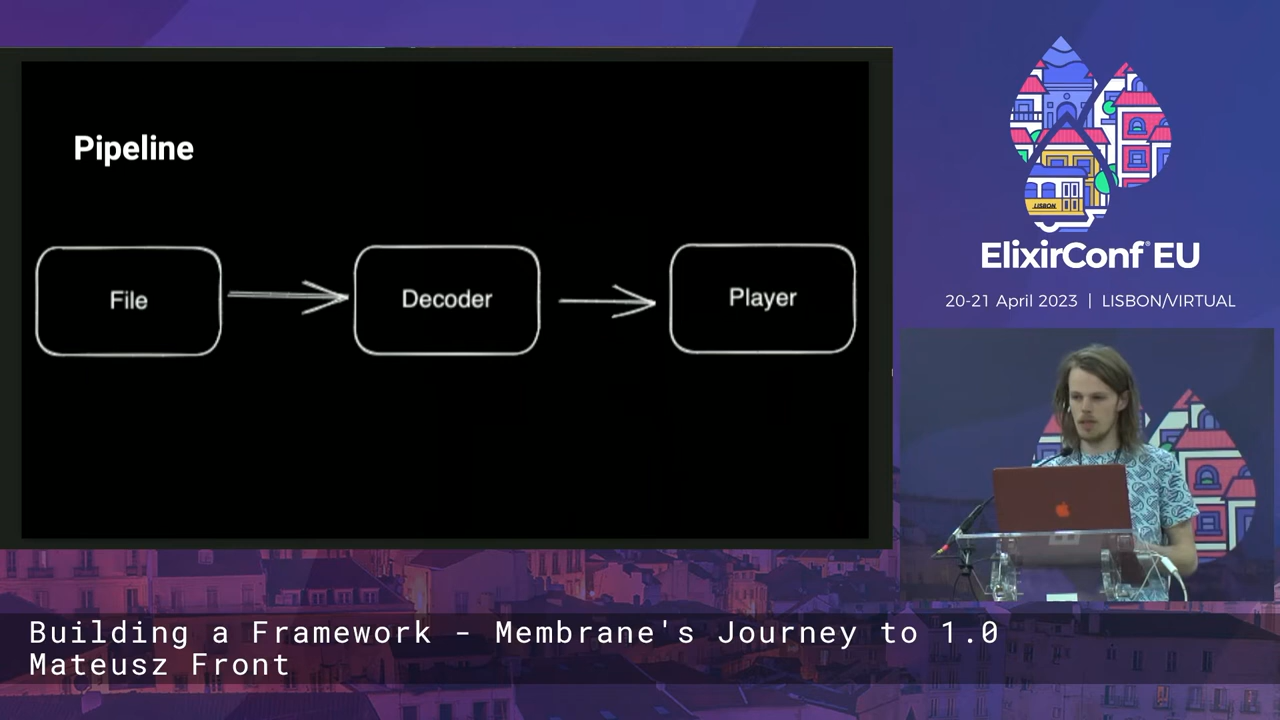 Pipeline
File
Decoder
Player
LISBON
ElixirConf EU
20-21 April 2023 | LISBON/VIRTUAL
Building a Framework - Membrane's Journey to 1.0
Mateusz Front